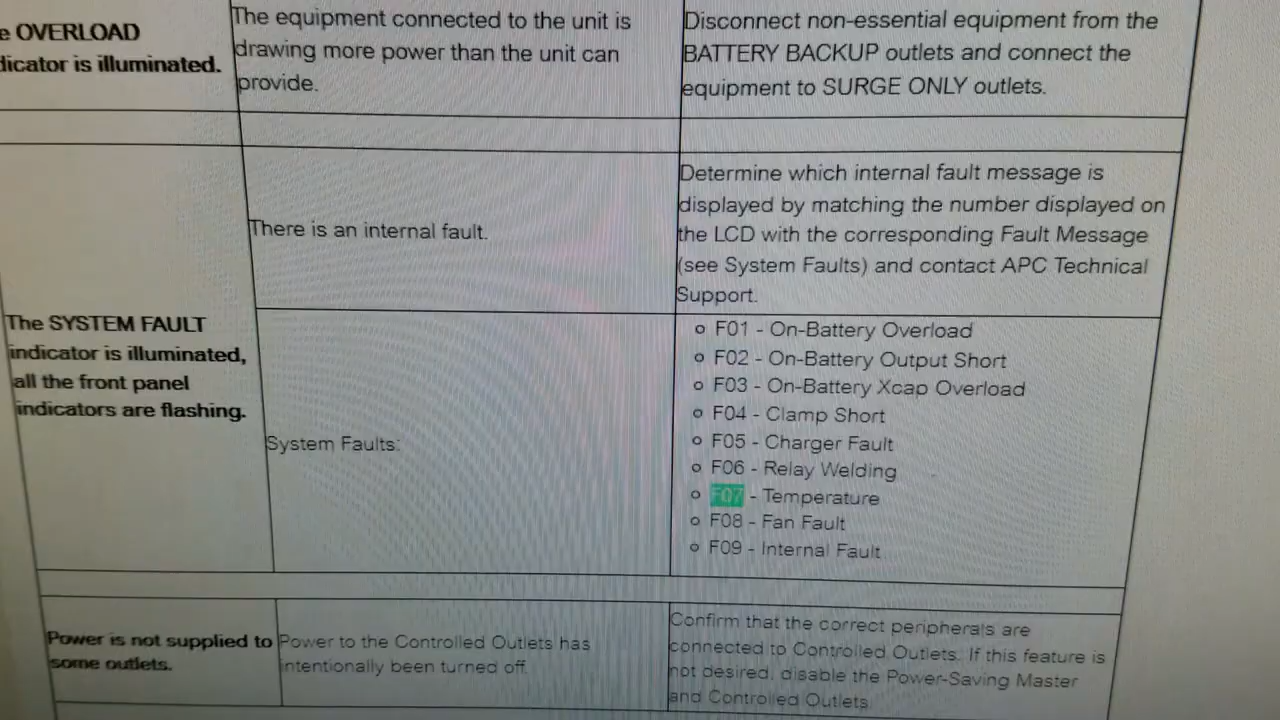 e OVERLOAD
dicator is illuminated.
The equipment connected to the unit is
drawing more power than the unit can
provide.
Disconnect non-essential equipment from the
BATTERY BACKUP outlets and connect the
equipment to SURGE ONLY outlets.
The SYSTEM FAULT
indicator is illuminated,
all the front panel
indicators are flashing.
There is an internal fault.
Determine which internal fault message is
displayed by matching the number displayed on
the LCD with the corresponding Fault Message
(see System Faults) and contact APC Technical
Support.
System Faults:
F01 - On-Battery Overload
F02 - On-Battery Output Short
F03 - On-Battery Xcap Overload
F04 - Clamp Short
F05 - Charger Fault
F06 - Relay Welding
F07 - Temperature
F08 - Fan Fault
F09 - Internal Fault
Power is not supplied to
some outlets.
Power to the Controlled Outlets has
intentionally been turned off.
Confirm that the correct peripherals are
connected to Controlled Outlets. If this feature is
not desired, disable the Power-Saving Master
and Controlled Outlets